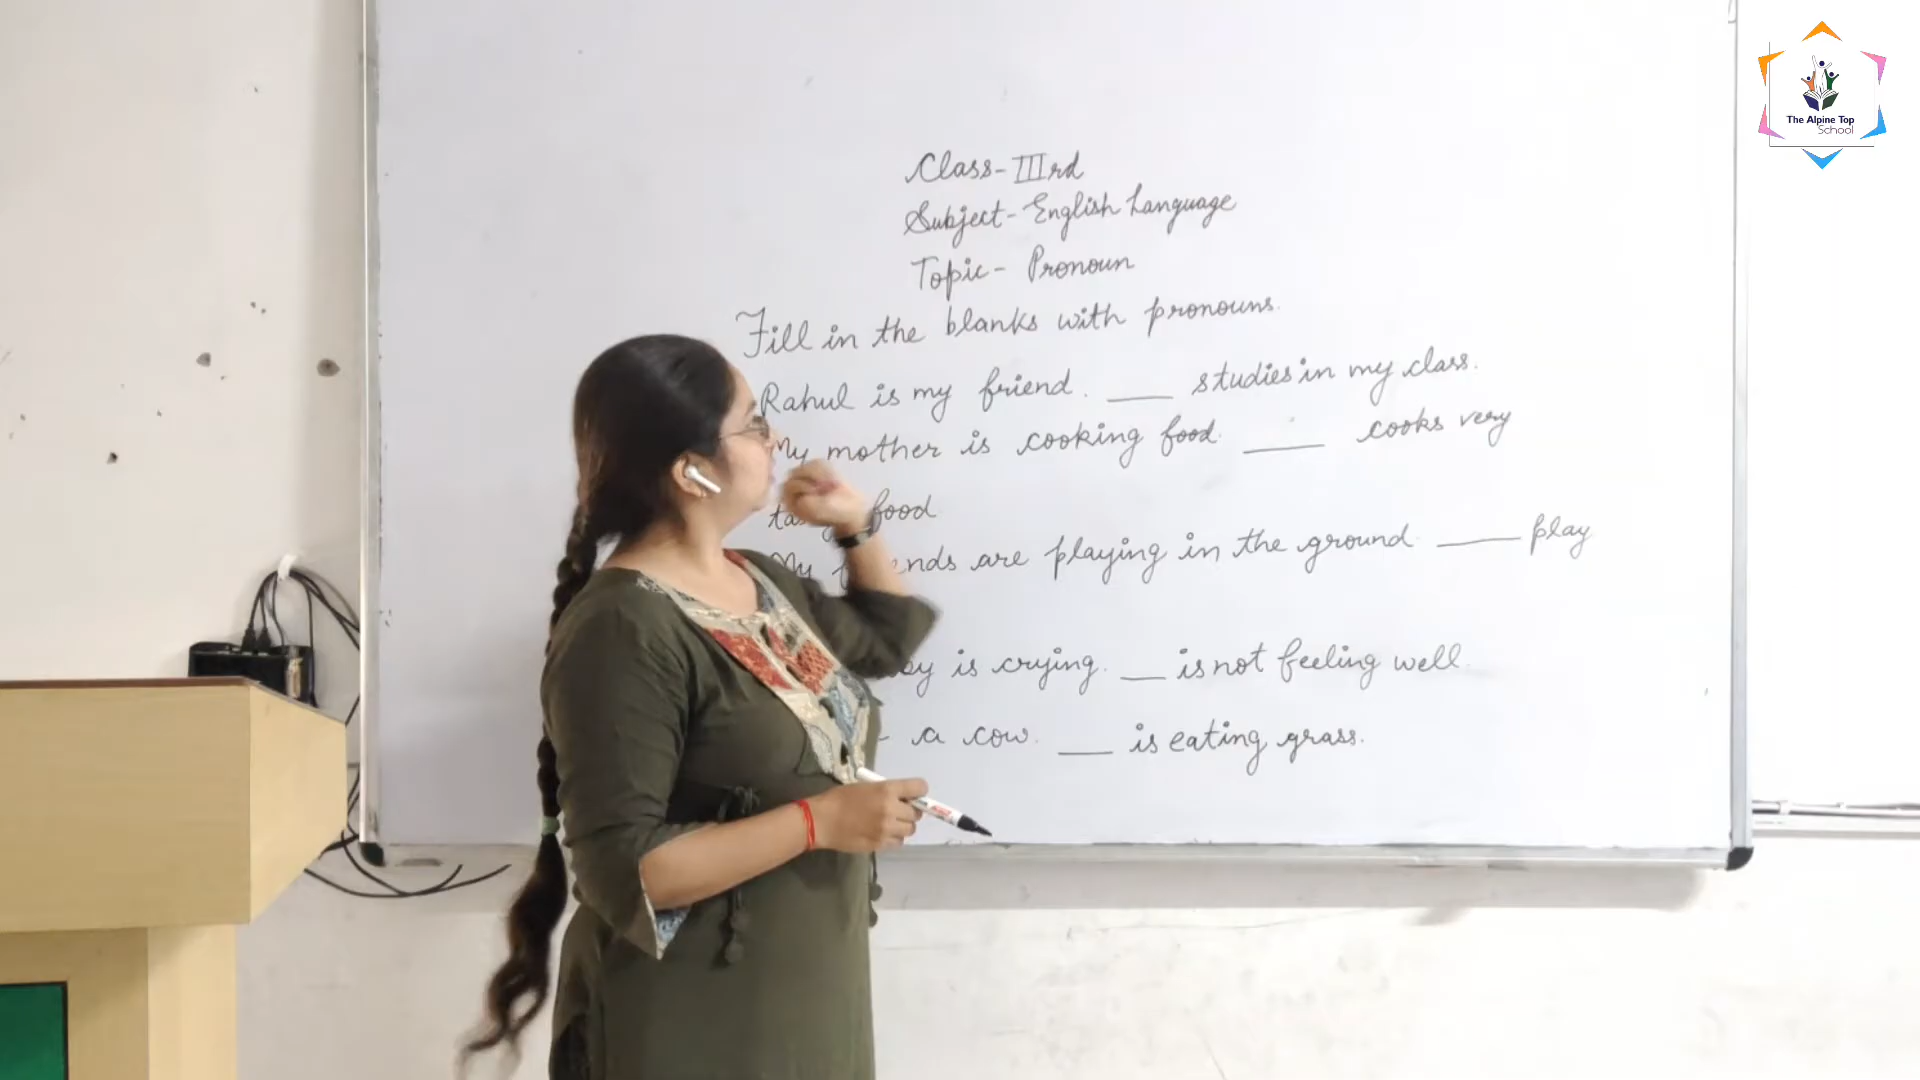 The Alpine Top
School
Class-IIIrd
Subject-English Language
Topic- Pronoun
Fill in the blanks with pronouns.
Rahul is my friend. ___ studies in my class.
My mother is cooking food. ___ cooks very
food
My are playing in the ground ___ play
is crying. ___ is not feeling well.
a cow. ___ is eating grass.